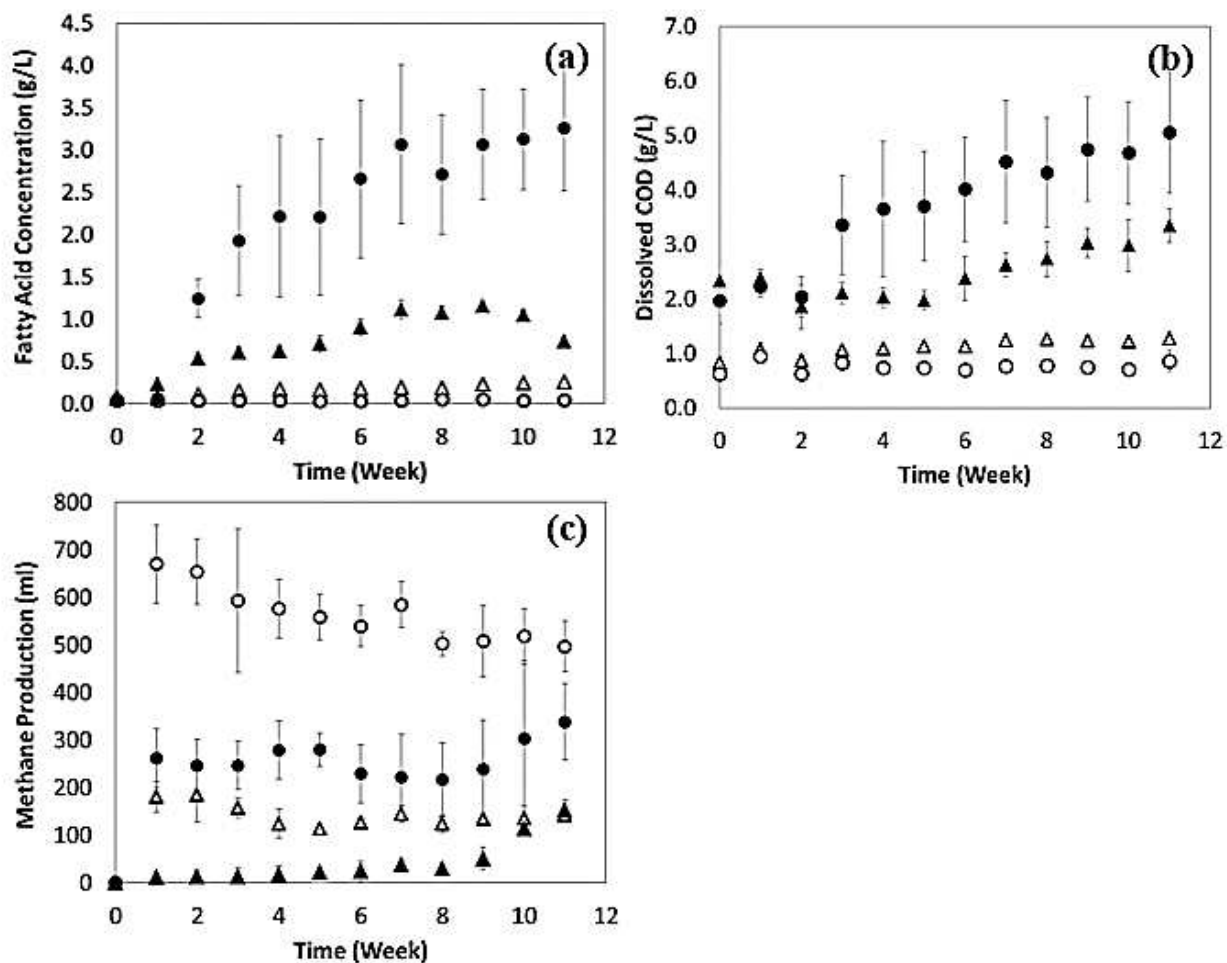 (a)
Fatty Acid Concentration (g/L)
4.5
4.0
3.5
3.0
2.5
2.0
1.5
1.0
0.5
0.0
0 2 4 6 8 10 12
Time (Week)
(b)
Dissolved COD (g/L)
7.0
6.0
5.0
4.0
3.0
2.0
1.0
0.0
0 2 4 6 8 10 12
Time (Week)
(c)
Methane Production (ml)
800
700
600
500
400
300
200
100
0
0 2 4 6 8 10 12
Time (Week)